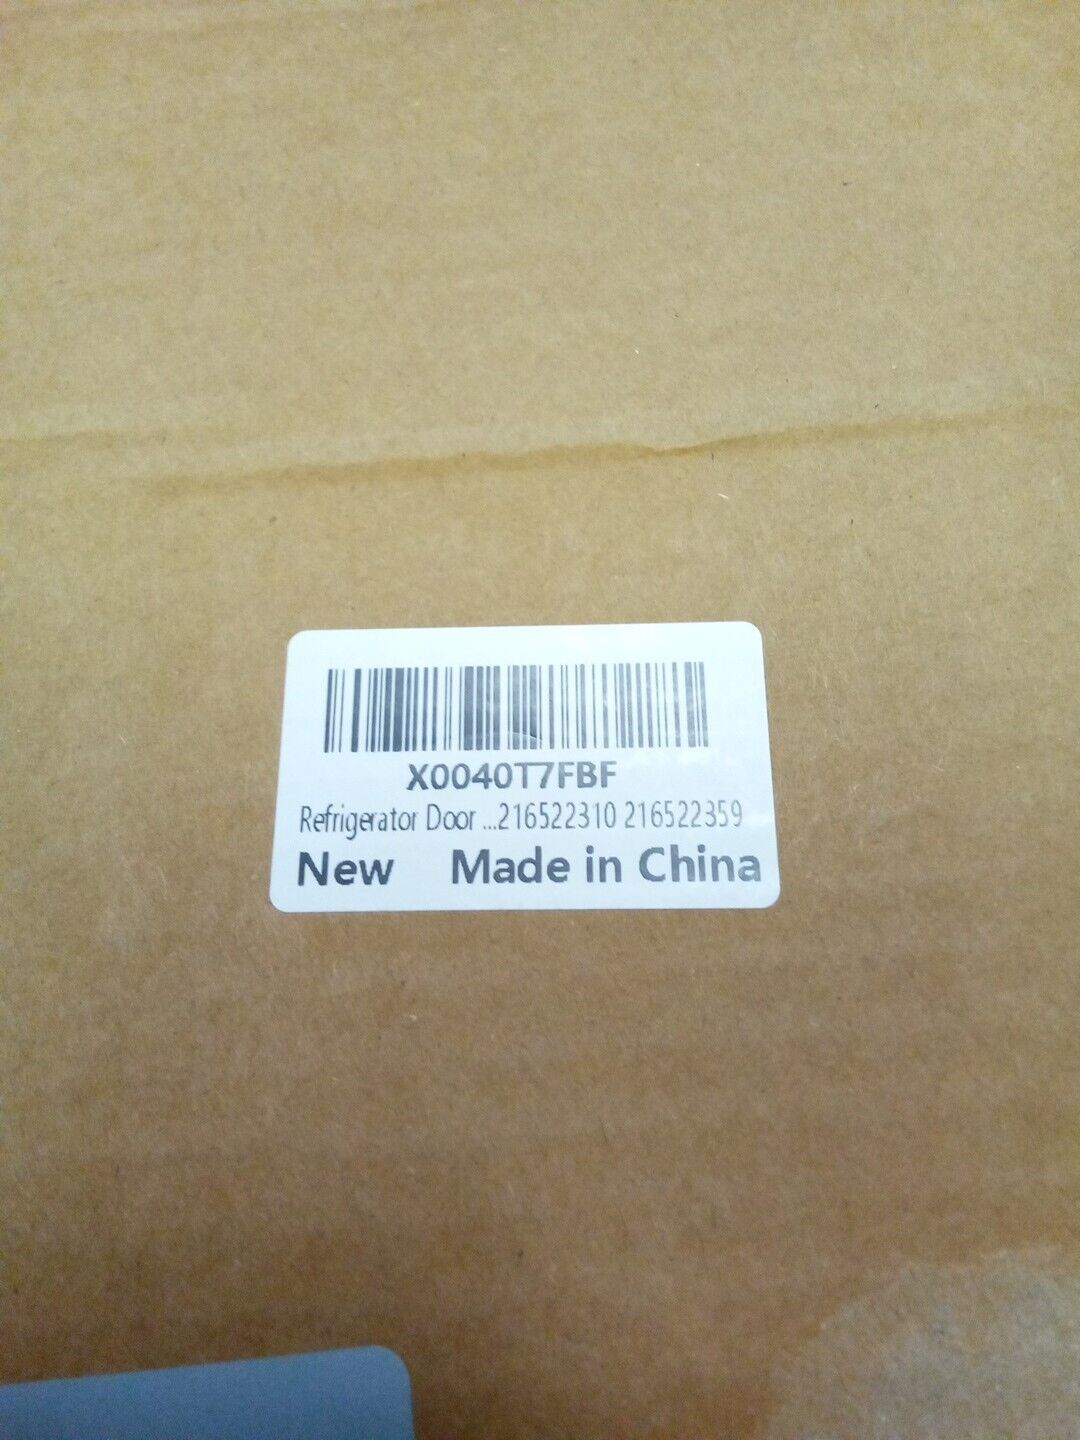 X0040T7FBF
Refrigerator Door ...216522310 216522359
New Made in China